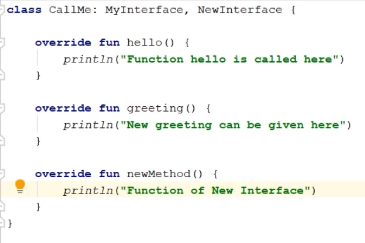 class CallMe: MyInterface, NewInterface {
override fun hello() {
println("Function hello is called here")
}
override fun greeting() {
println("New greeting can be given here")
}
override fun newMethod() {
println("Function of New Interface")
}
}